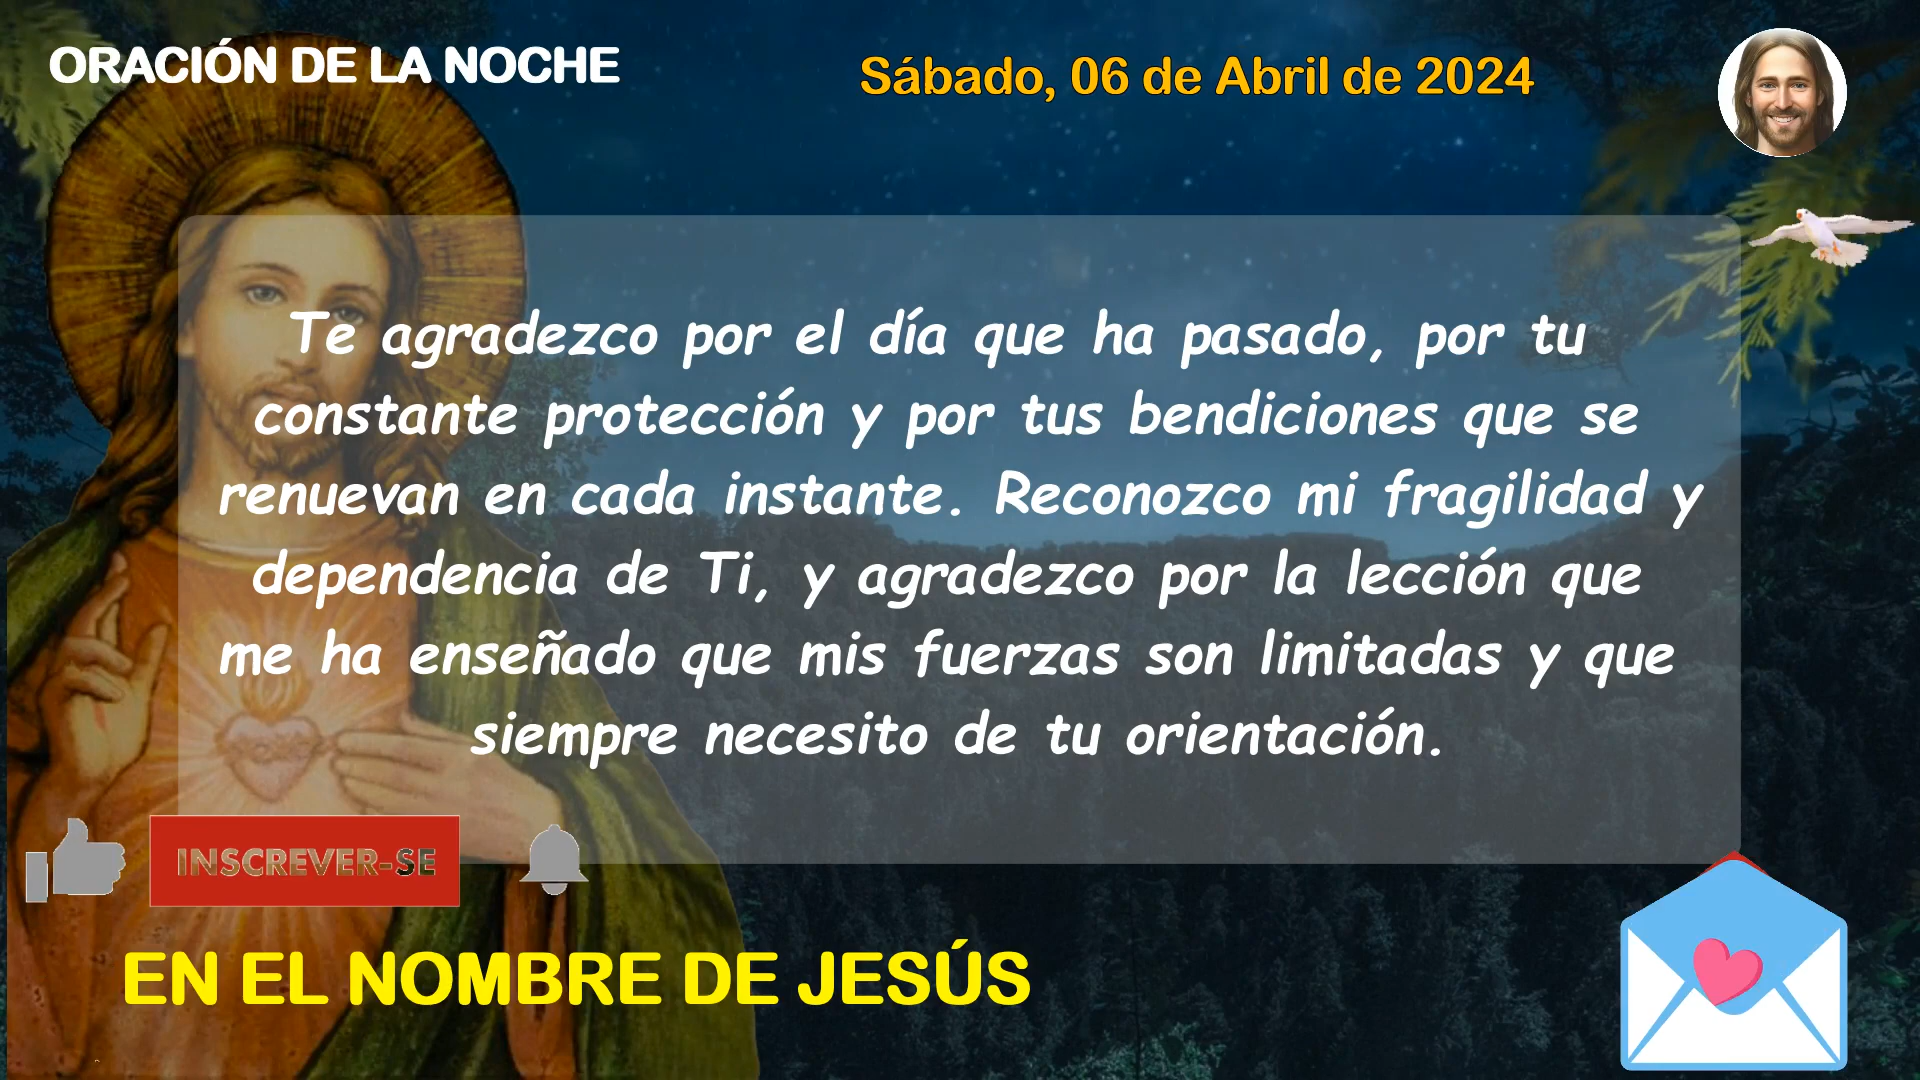 ORACIÓN DE LA NOCHE
Sábado, 06 de Abril de 2024
Te agradezco por el día que ha pasado, por tu
constante protección y por tus bendiciones que se
renuevan en cada instante. Reconozco mi fragilidad y
dependencia de Ti, y agradezco por la lección que
me ha enseñado que mis fuerzas son limitadas y que
siempre necesito de tu orientación.
INSCREVER-SE
EN EL NOMBRE DE JESÚS